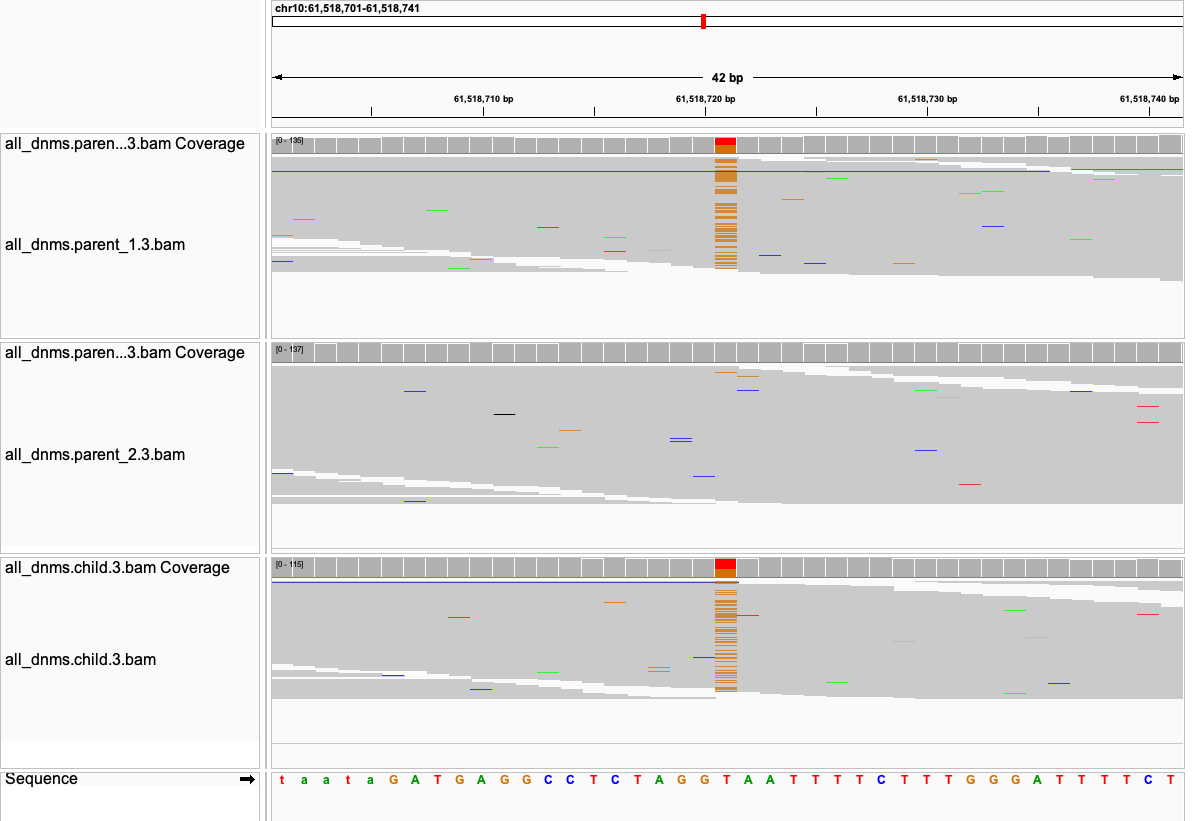 chr10:61,518,701-61,518,741
42 bp
61,518,710 bp 61,518,720 bp 61,518,730 bp 61,518,740 bp
all_dnms.paren...3.bam Coverage
[0 - 135]
all_dnms.parent_1.3.bam
all_dnms.paren...3.bam Coverage
[0 - 137]
all_dnms.parent_2.3.bam
all_dnms.child.3.bam Coverage
[0 - 115]
all_dnms.child.3.bam
Sequence t a a t a G A T G A G G C C T C T A G G T A A T T T T C T T T G G G A T T T T C T